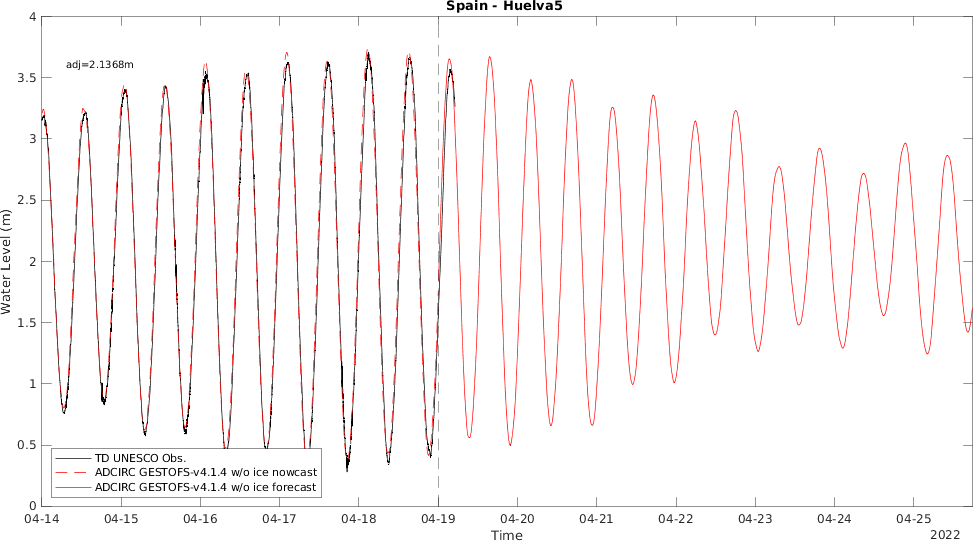 Spain - Huelva5
adj=2.1368m
Water Level (m)
4
3.5
3
2.5
2
1.5
1
0.5
0
TD UNESCO Obs.
ADCIRC GESTOFS-v4.1.4 w/o ice nowcast
ADCIRC GESTOFS-v4.1.4 w/o ice forecast
04-14 04-15 04-16 04-17 04-18 04-19 04-20 04-21 04-22 04-23 04-24 04-25
Time
2022